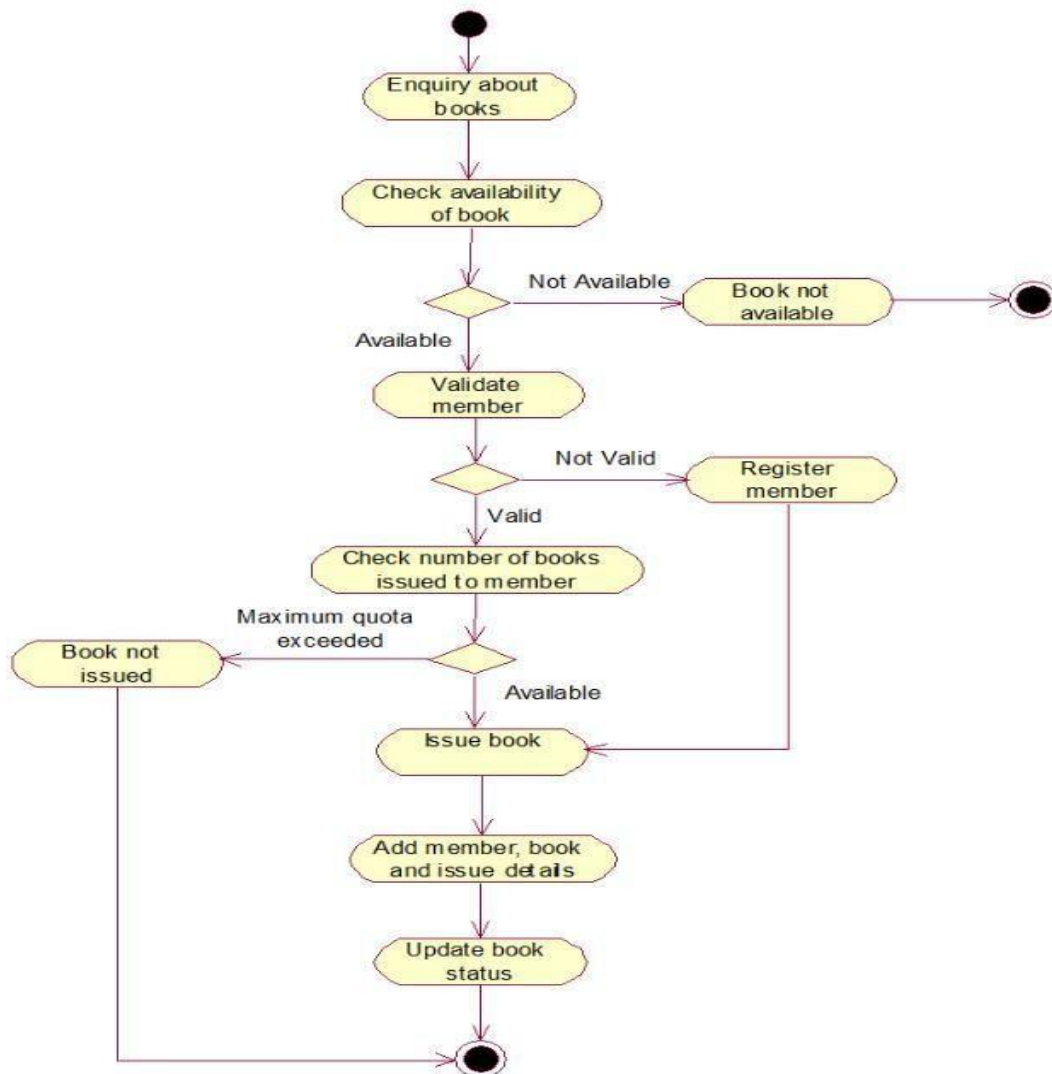 Enquiry about
books
Check availability
of book
Not Available
Book not
available
Available
Validate
member
Not Valid
Register
member
Valid
Check number of books
issued to member
Maximum quota
exceeded
Book not
issued
Available
Issue book
Add member, book
and issue details
Update book
status